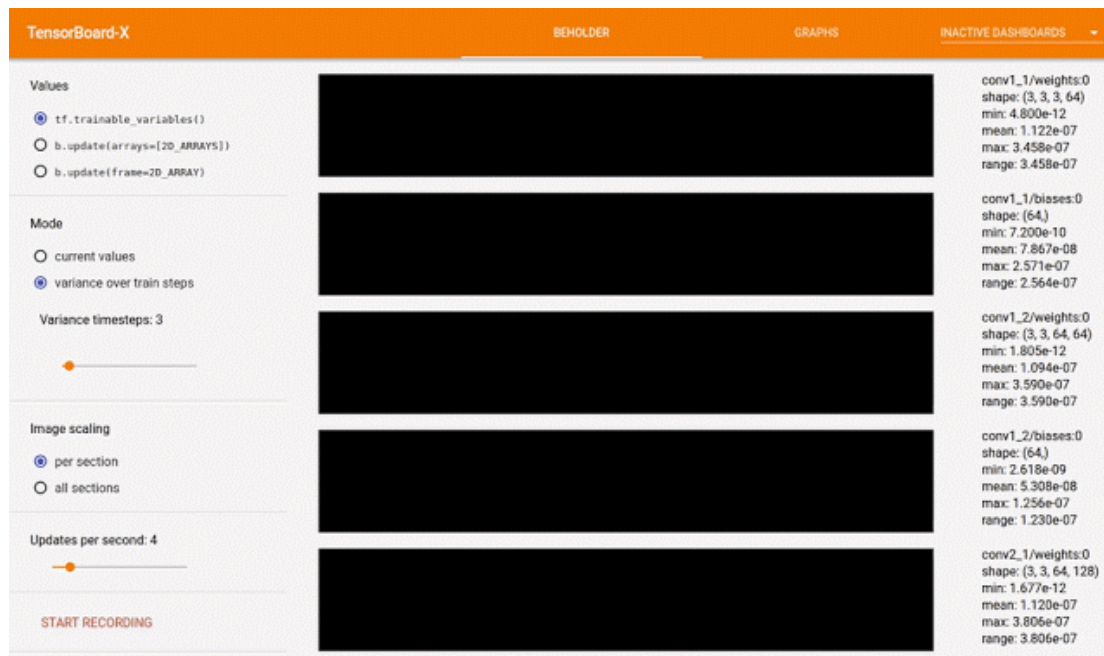 TensorBoard-X
BEHOLDER
GRAPHS
INACTIVE DASHBOARDS
Values
tf.trainable_variables()
b.update(arrays=[2D_ARRAYS])
b.update(frame=2D_ARRAY)
Mode
current values
variance over train steps
Variance timesteps: 3
Image scaling
per section
all sections
Updates per second: 4
START RECORDING
conv1_1/weights:0
shape: (3, 3, 3, 64)
min: 4.800e-12
mean: 1.122e-07
max: 3.458e-07
range: 3.458e-07
conv1_1/biases:0
shape: (64,)
min: 7.200e-10
mean: 7.867e-08
max: 2.571e-07
range: 2.564e-07
conv1_2/weights:0
shape: (3, 3, 64, 64)
min: 1.805e-12
mean: 1.094e-07
max: 3.590e-07
range: 3.590e-07
conv1_2/biases:0
shape: (64,)
min: 2.618e-09
mean: 5.308e-08
max: 1.256e-07
range: 1.230e-07
conv2_1/weights:0
shape: (3, 3, 64, 128)
min: 1.677e-12
mean: 1.120e-07
max: 3.806e-07
range: 3.806e-07